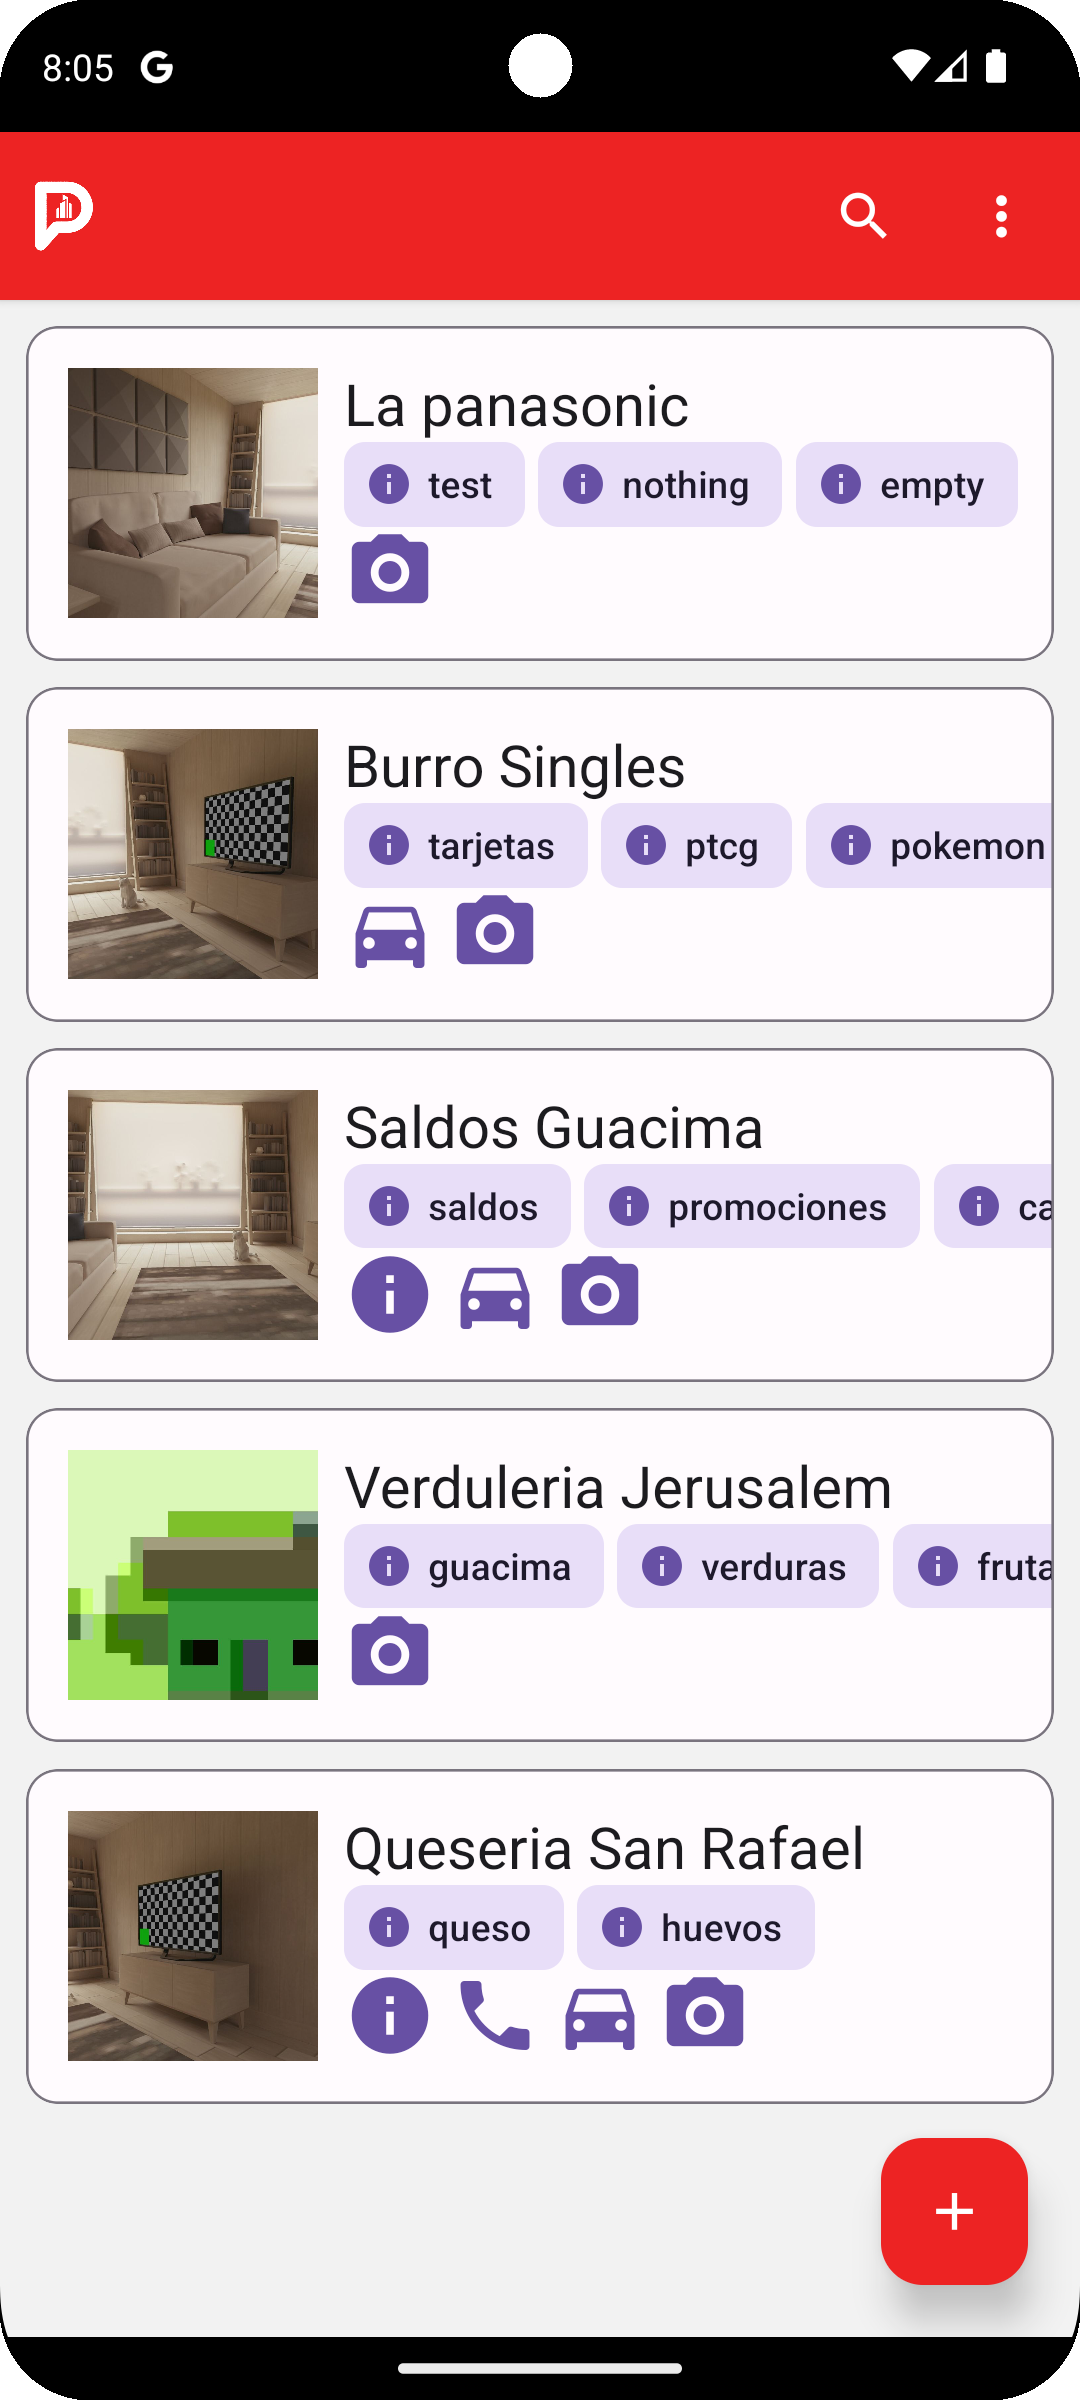 8:05
La panasonic
test nothing empty
Burro Singles
tarjetas ptcg pokemon
Saldos Guacima
saldos promociones ca
Verduleria Jerusalem
guacima verduras fruta
Queseria San Rafael
queso huevos